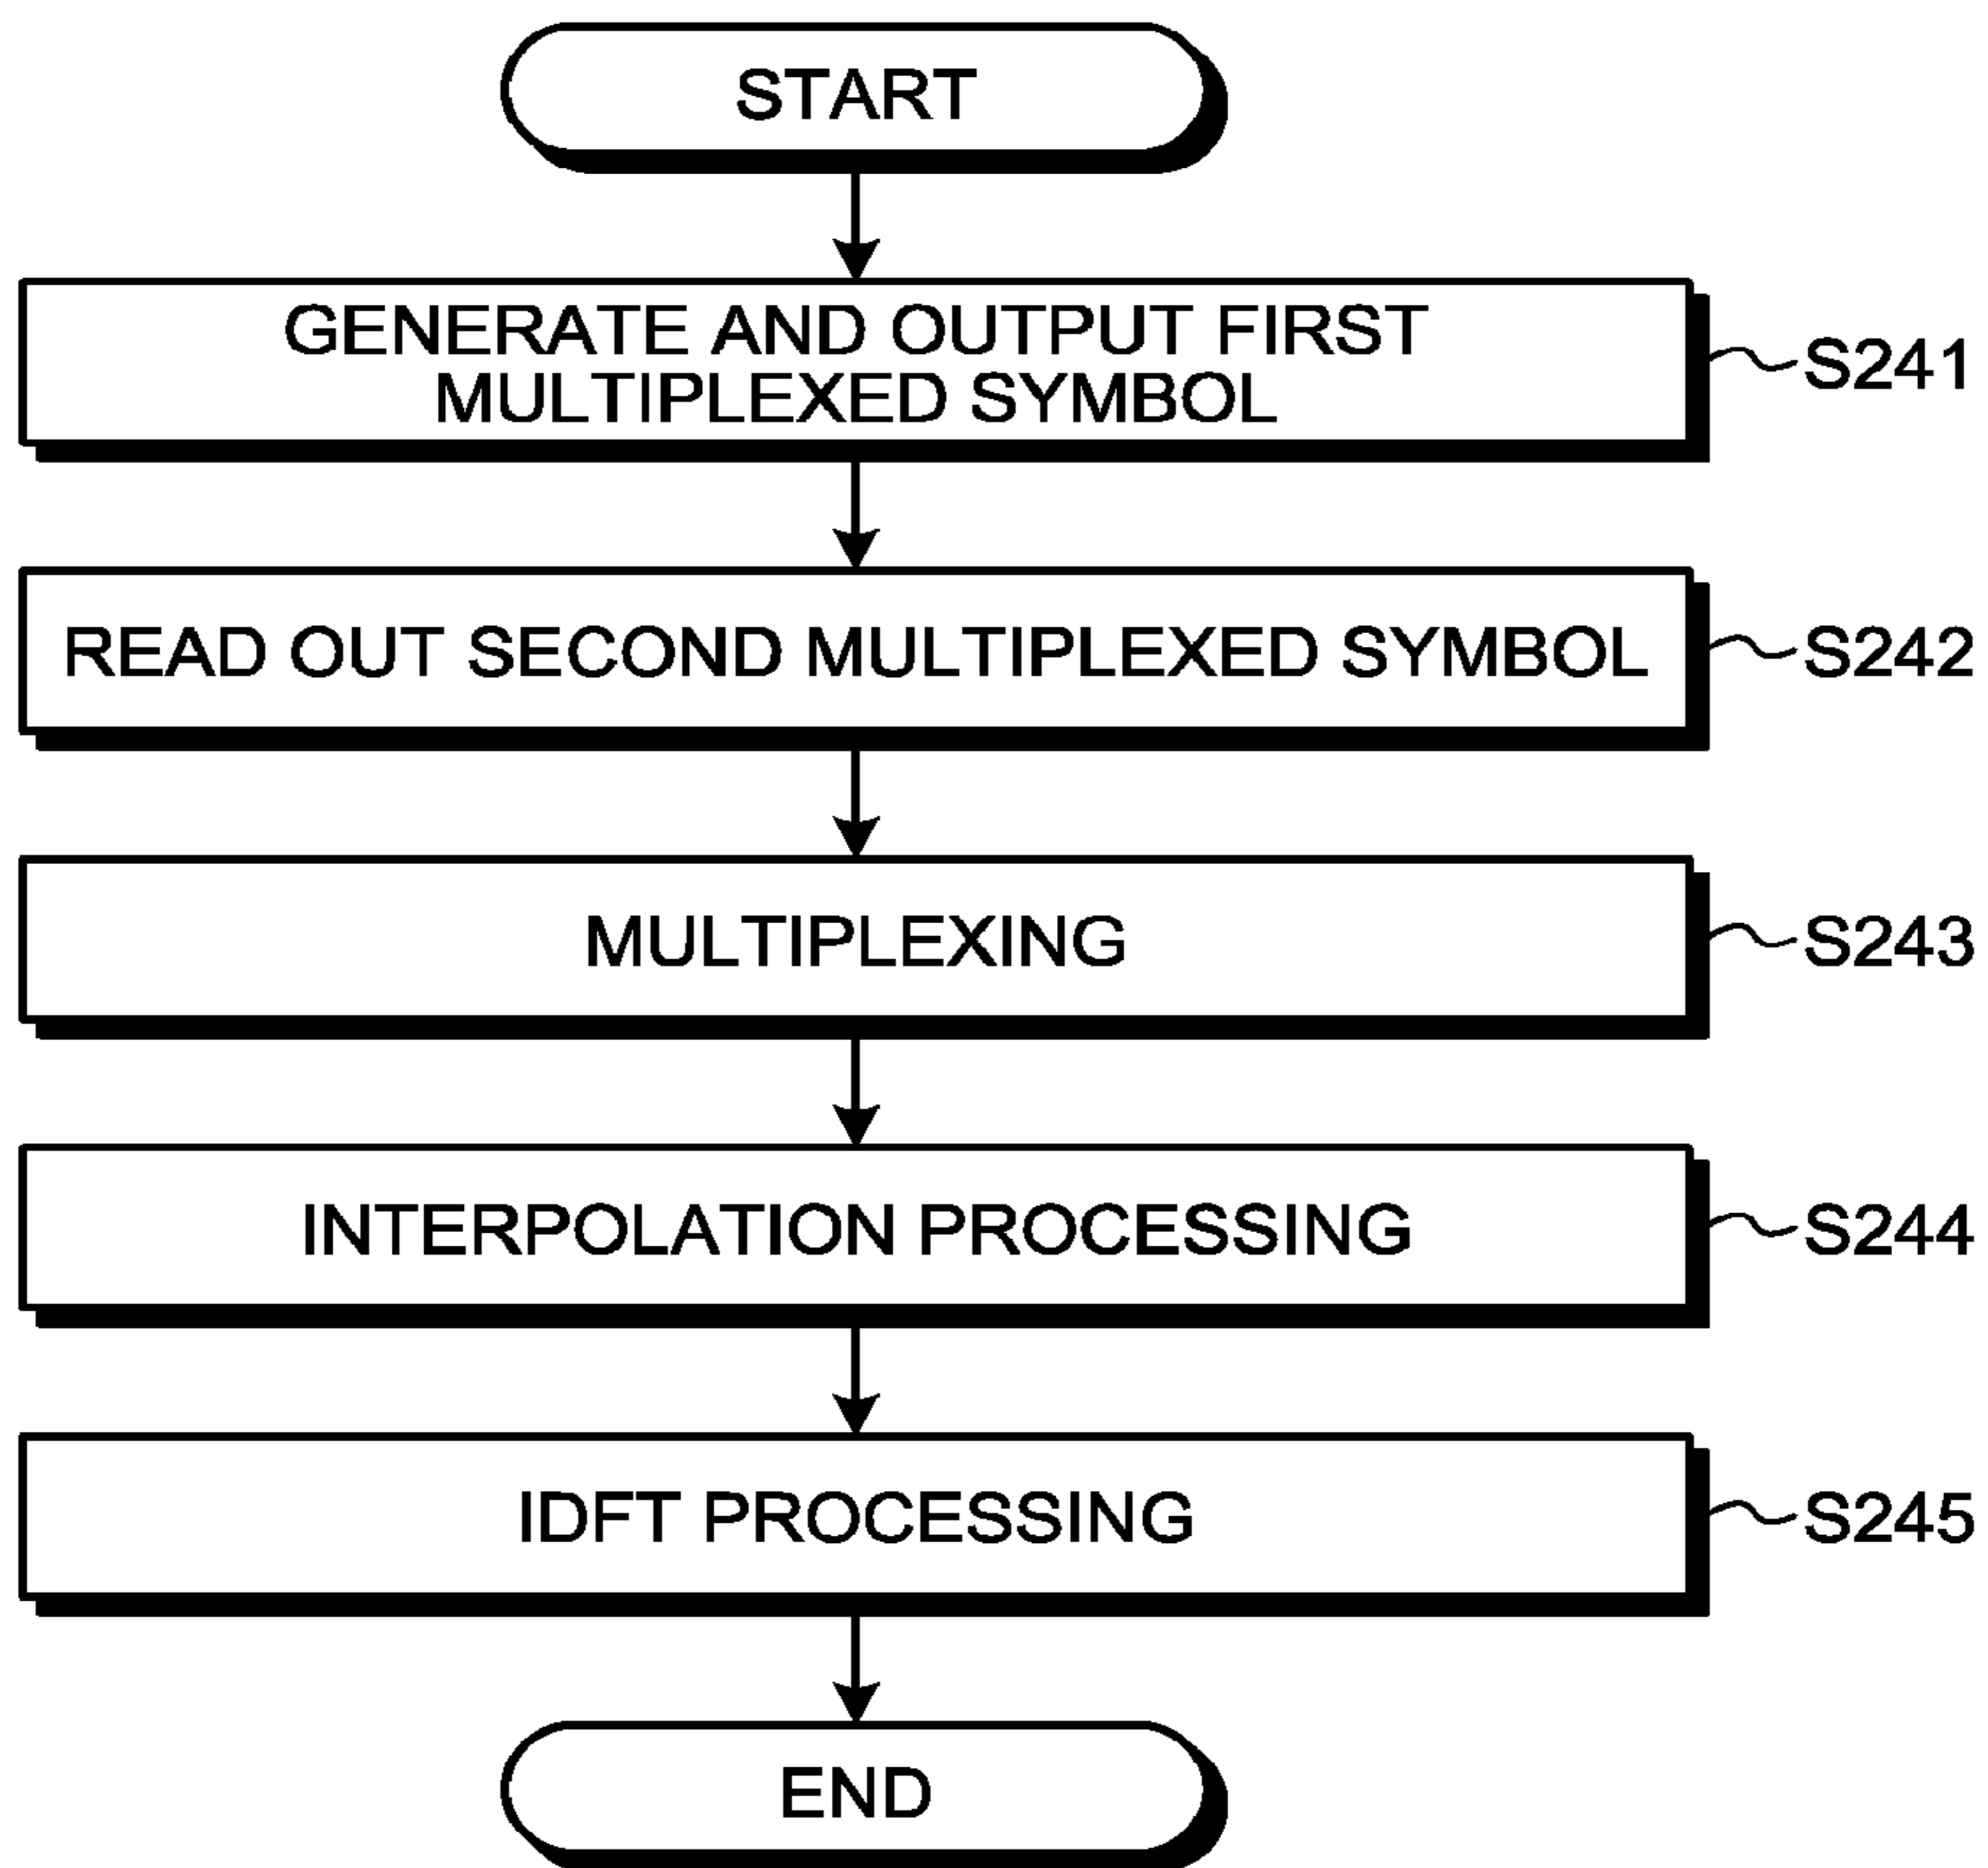 START
GENERATE AND OUTPUT FIRST
MULTIPLEXED SYMBOL
S241
READ OUT SECOND MULTIPLEXED SYMBOL
S242
MULTIPLEXING
S243
INTERPOLATION PROCESSING
S244
IDFT PROCESSING
S245
END